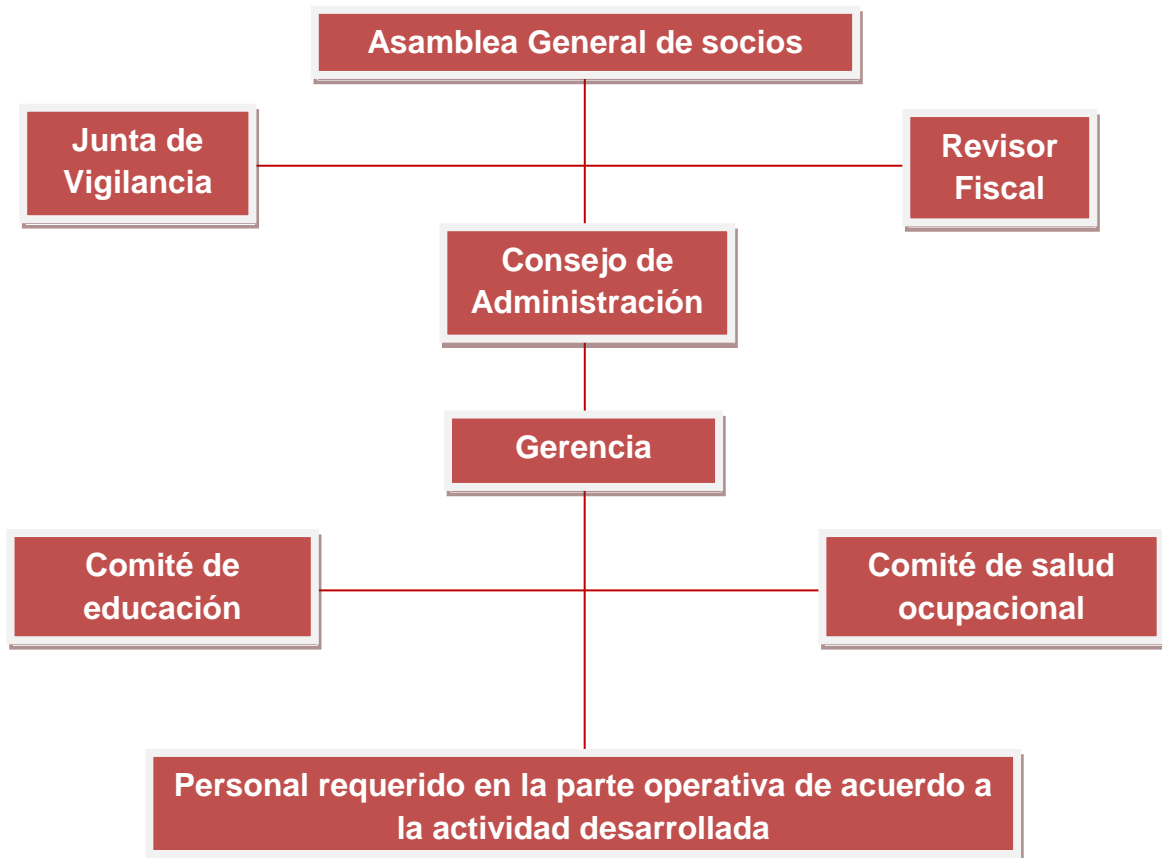 Asamblea General de socios
Junta de
Vigilancia
Revisor
Fiscal
Consejo de
Administración
Gerencia
Comité de
educación
Comité de salud
ocupacional
Personal requerido en la parte operativa de acuerdo a
la actividad desarrollada